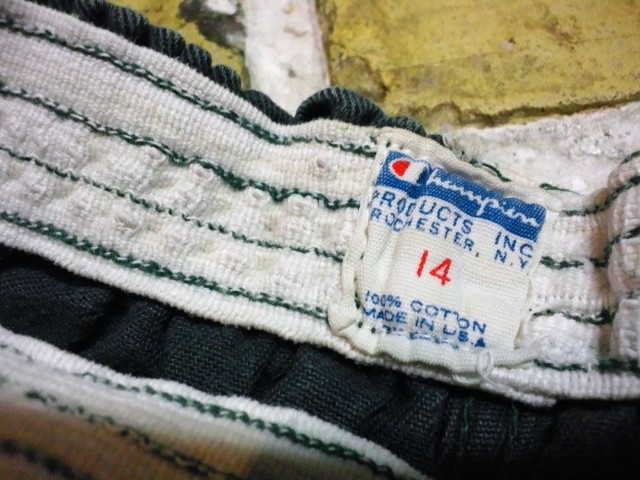 Champion
PRODUCTS INC
ROCHESTER, N.Y.
14
100% COTTON
MADE IN U.S.A